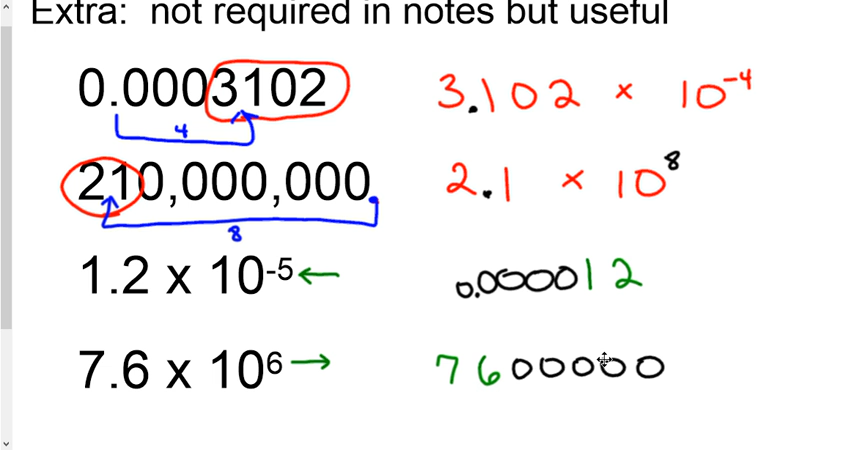 Extra: not required in notes but useful
0.0003102 3.102 × 10⁻⁴
4
210,000,000. 2.1 × 10⁸
8
1.2 x 10⁻⁵ ← 0.000012
7.6 x 10⁶ → 7600000